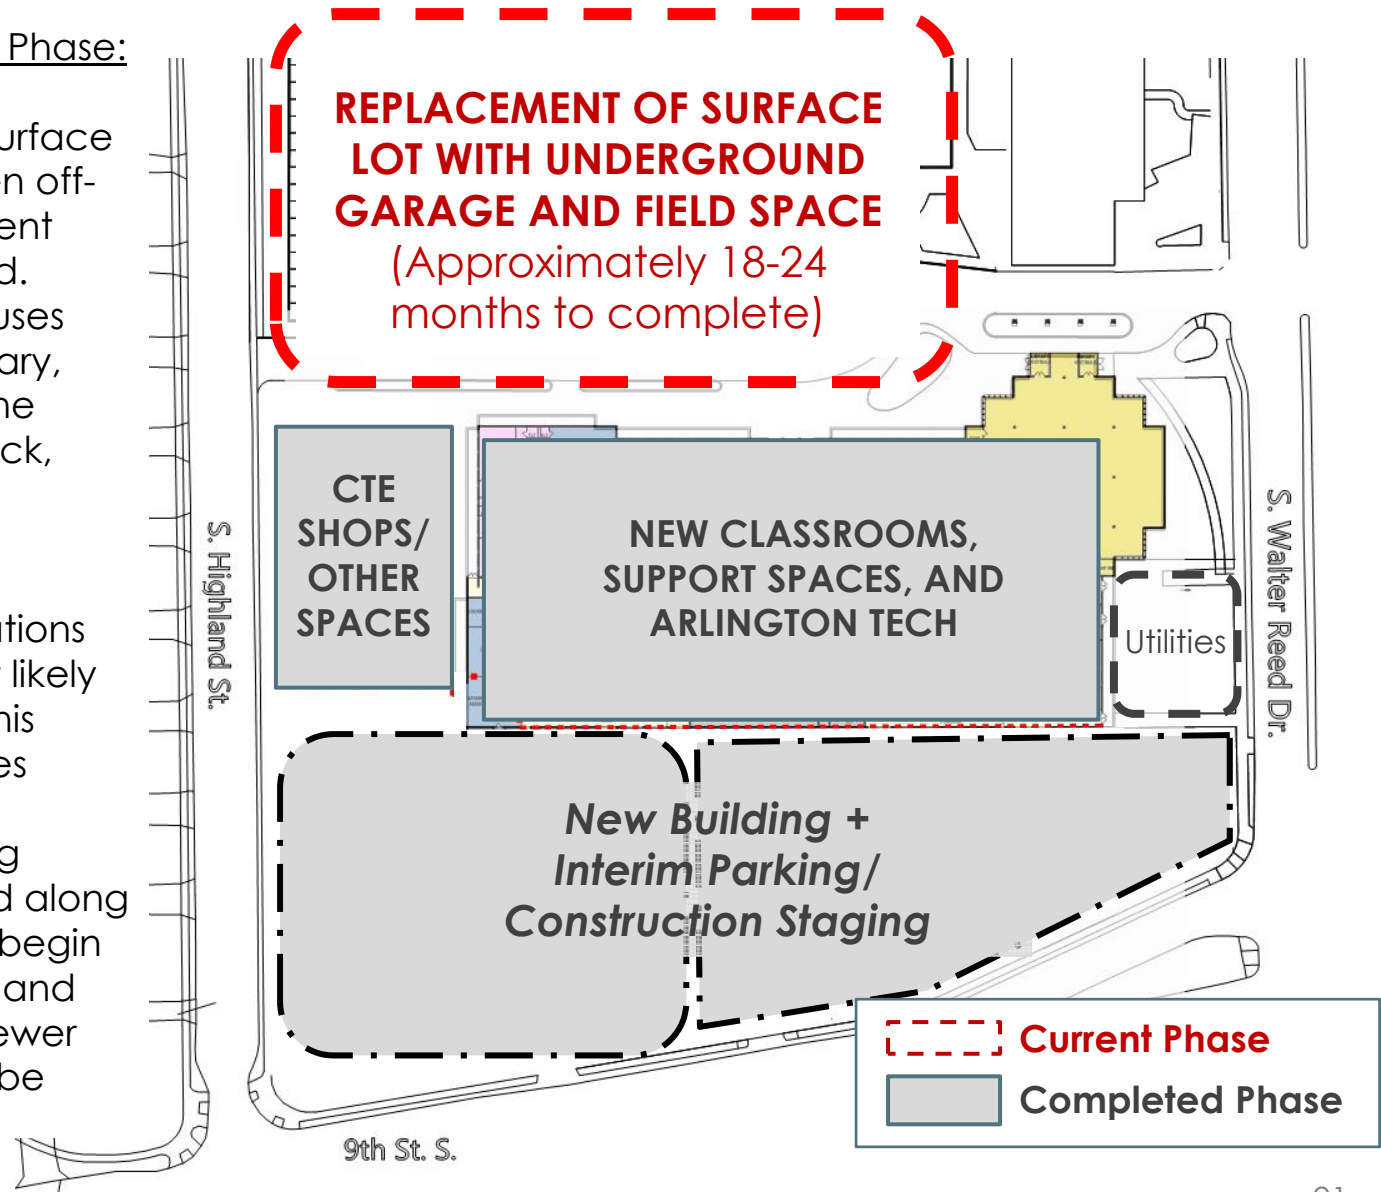 Phase:
urface
en off-
ent
d.
uses
ary,
he
ck,
ations
likely
his
es
g
d along
begin
and
ewer
be
REPLACEMENT OF SURFACE
LOT WITH UNDERGROUND
GARAGE AND FIELD SPACE
(Approximately 18-24
months to complete)
CTE
SHOPS/
OTHER
SPACES
NEW CLASSROOMS,
SUPPORT SPACES, AND
ARLINGTON TECH
Utilities
S. Highland St.
S. Walter Reed Dr.
New Building +
Interim Parking/
Construction Staging
9th St. S.
Current Phase
Completed Phase